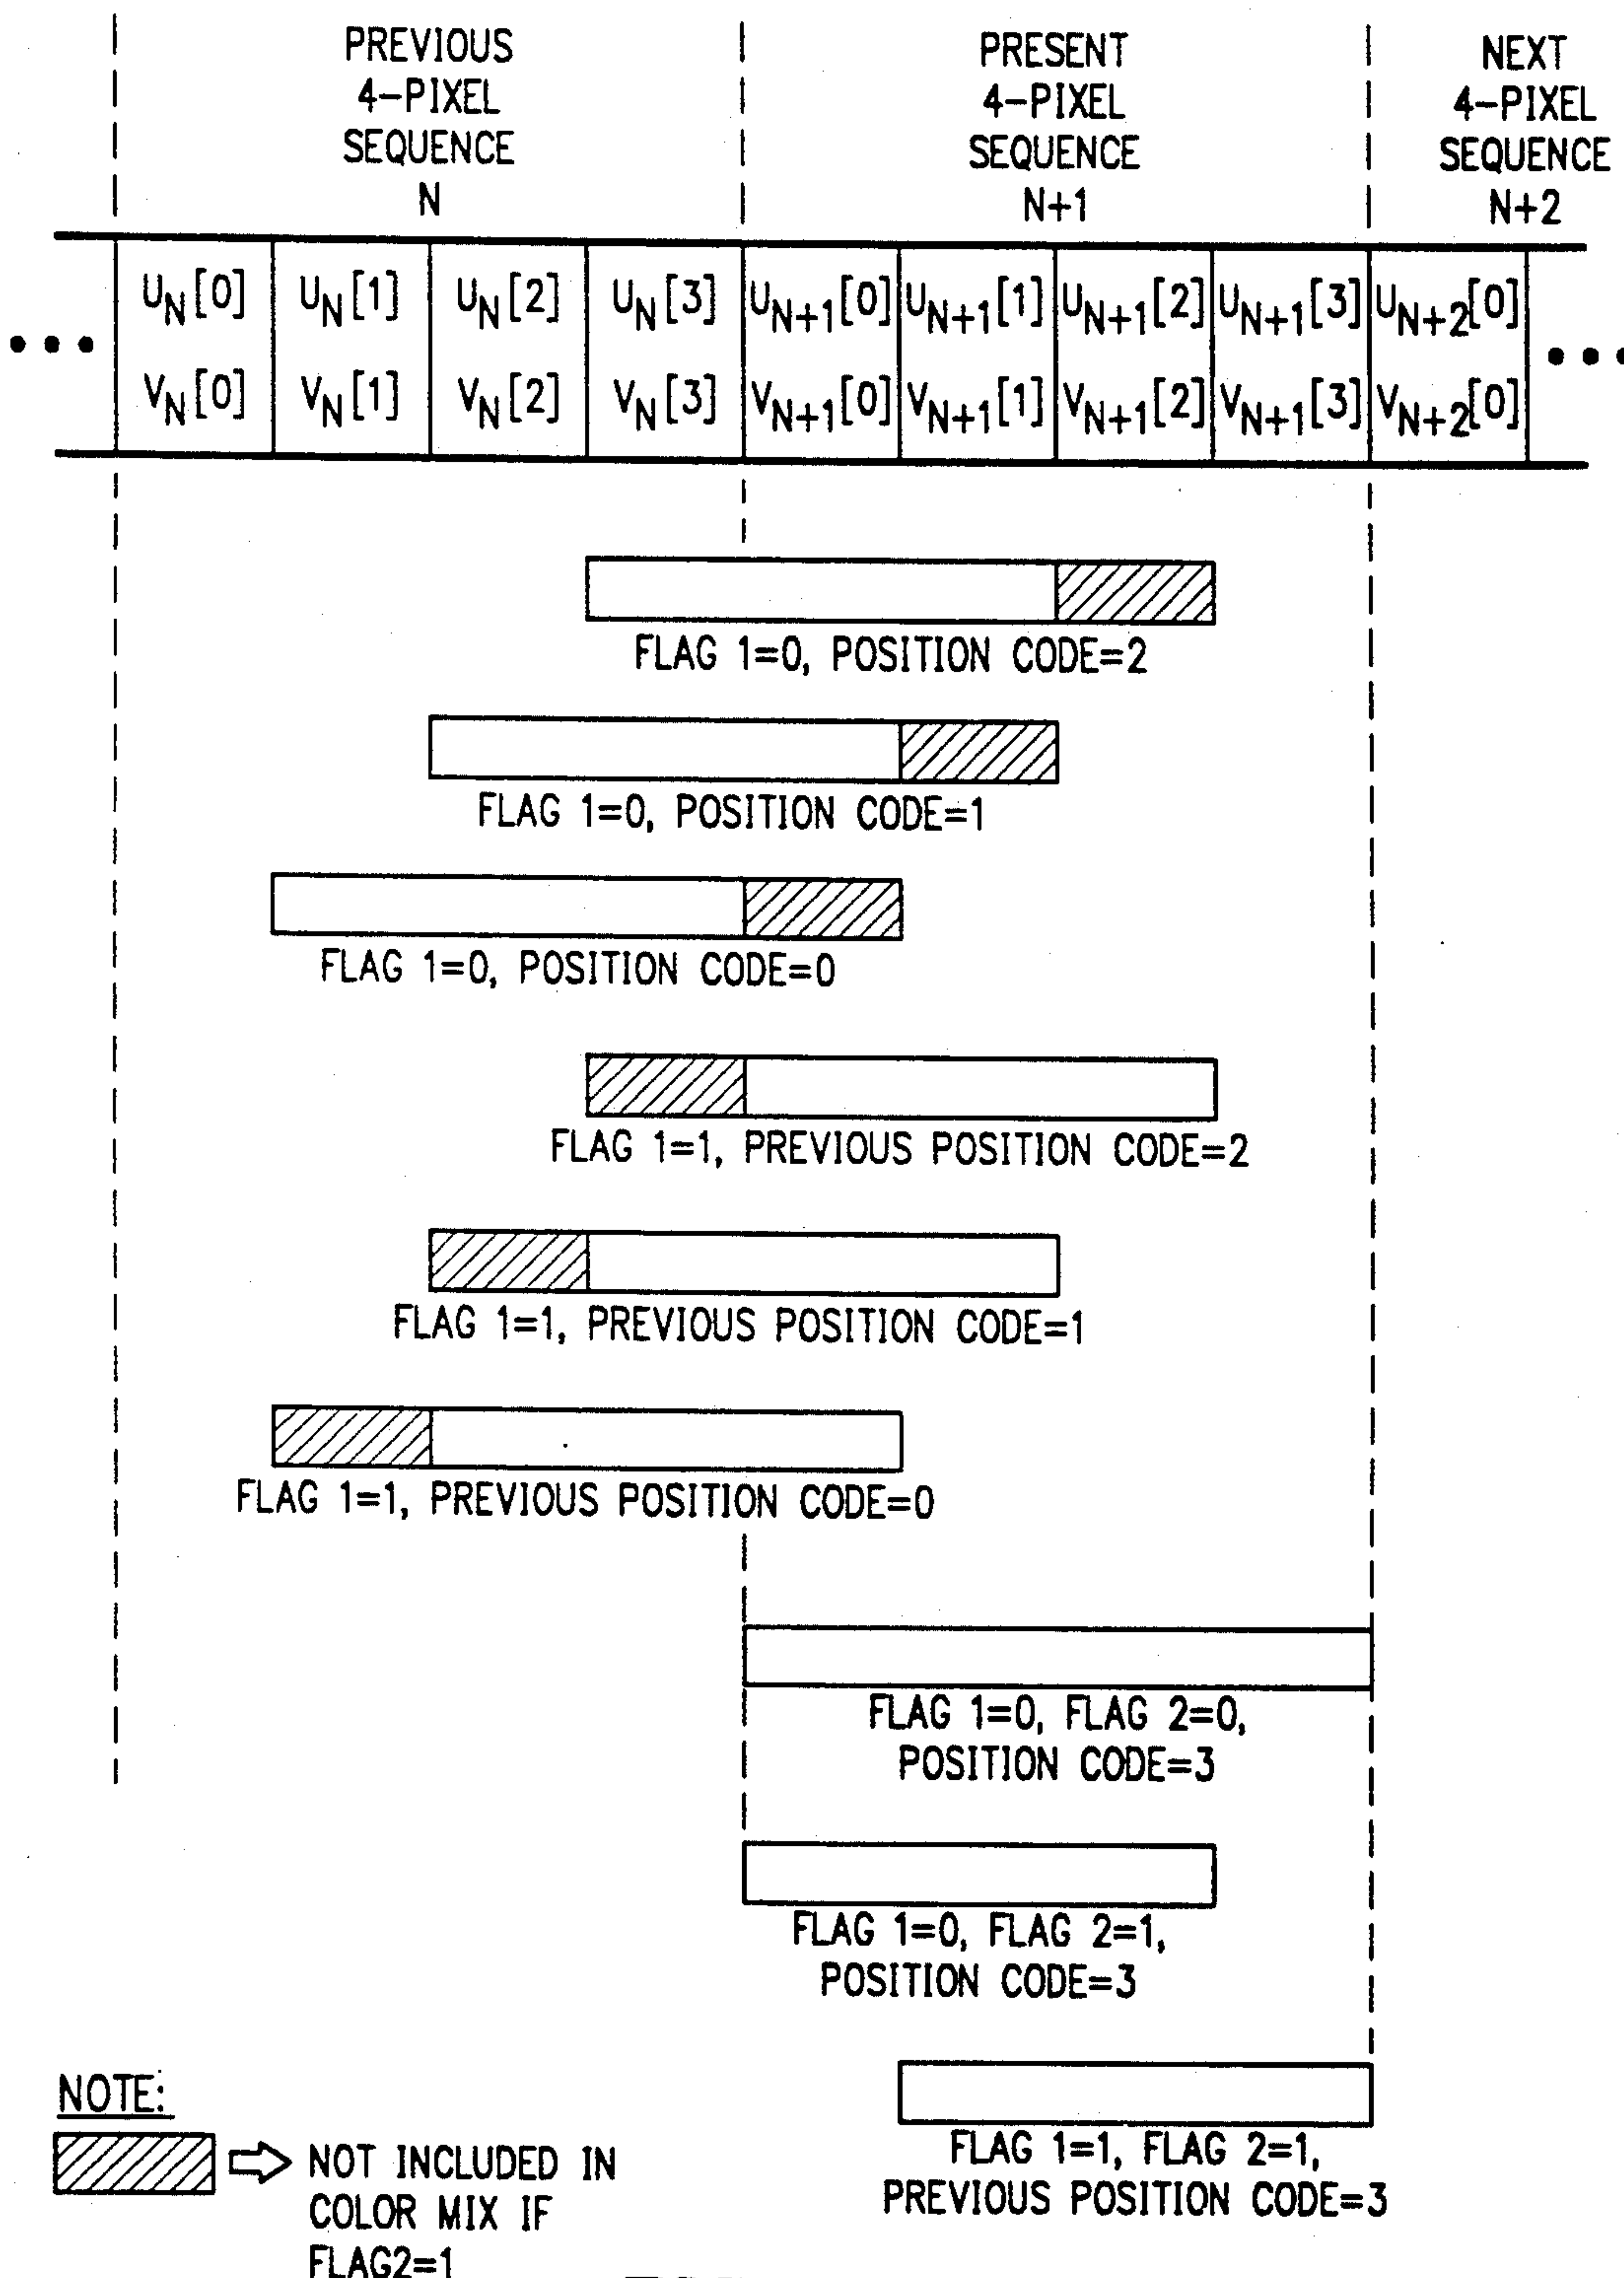 PREVIOUS
4-PIXEL
SEQUENCE
N
PRESENT
4-PIXEL
SEQUENCE
N+1
NEXT
4-PIXEL
SEQUENCE
N+2
U_N[0] U_N[1] U_N[2] U_N[3] U_N+1[0] U_N+1[1] U_N+1[2] U_N+1[3] U_N+2[0]
V_N[0] V_N[1] V_N[2] V_N[3] V_N+1[0] V_N+1[1] V_N+1[2] V_N+1[3] V_N+2[0]
FLAG 1=0, POSITION CODE=2
FLAG 1=0, POSITION CODE=1
FLAG 1=0, POSITION CODE=0
FLAG 1=1, PREVIOUS POSITION CODE=2
FLAG 1=1, PREVIOUS POSITION CODE=1
FLAG 1=1, PREVIOUS POSITION CODE=0
FLAG 1=0, FLAG 2=0,
POSITION CODE=3
FLAG 1=0, FLAG 2=1,
POSITION CODE=3
FLAG 1=1, FLAG 2=1,
PREVIOUS POSITION CODE=3
NOTE:
NOT INCLUDED IN
COLOR MIX IF
FLAG2=1